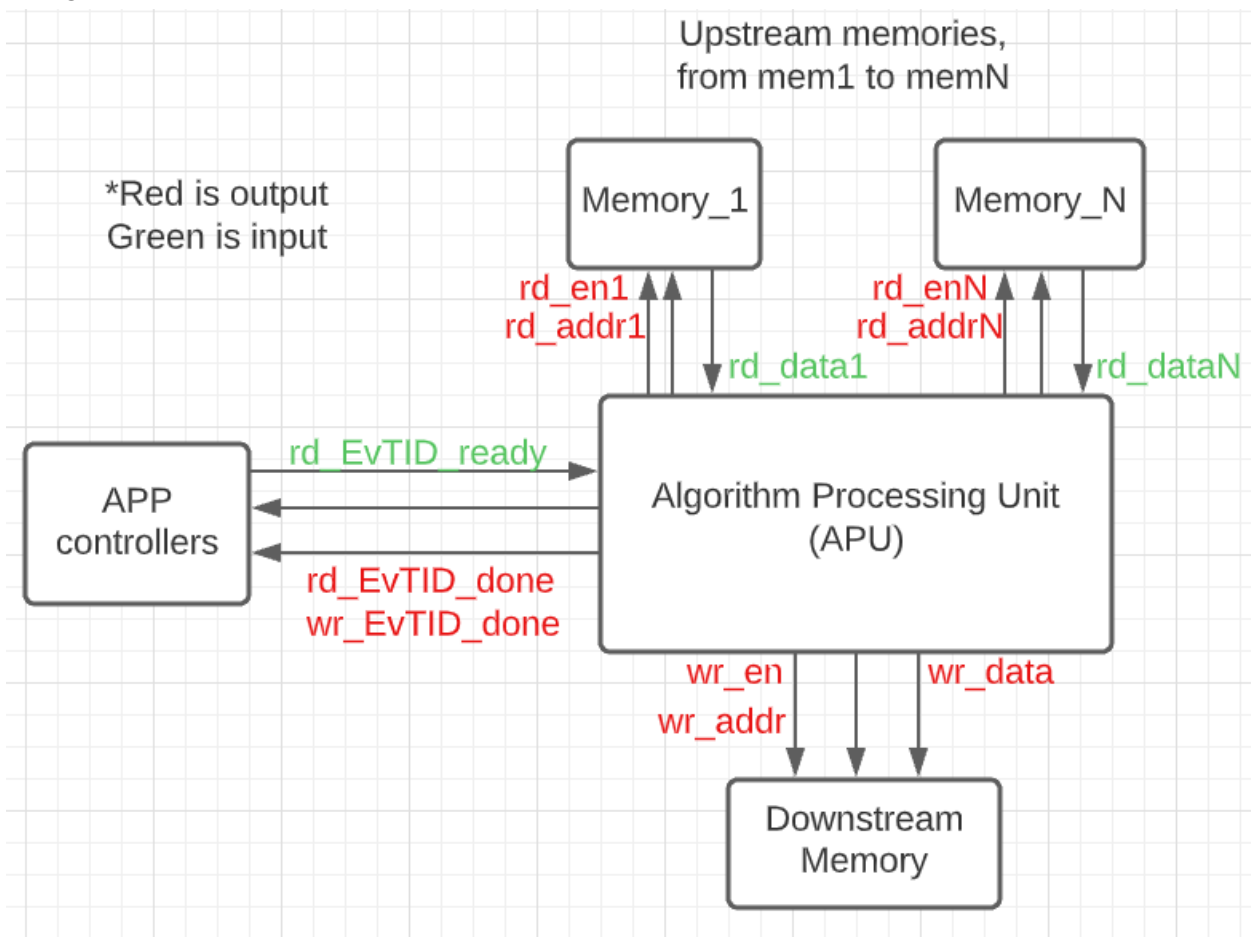 Upstream memories,
from mem1 to memN
*Red is output
Green is input
Memory_1
Memory_N
rd_en1
rd_addr1
rd_data1
rd_enN
rd_addrN
rd_dataN
APP
controllers
rd_EvTID_ready
rd_EvTID_done
wr_EvTID_done
Algorithm Processing Unit
(APU)
wr_en
wr_addr
wr_data
Downstream
Memory